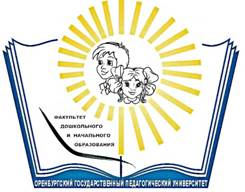 ФАКУЛЬТЕТ
ДОШКОЛЬНОГО
И НАЧАЛЬНОГО
ОБРАЗОВАНИЯ
ОРЕНБУРГСКИЙ ГОСУДАРСТВЕННЫЙ ПЕДАГОГИЧЕСКИЙ УНИВЕРСИТЕТ